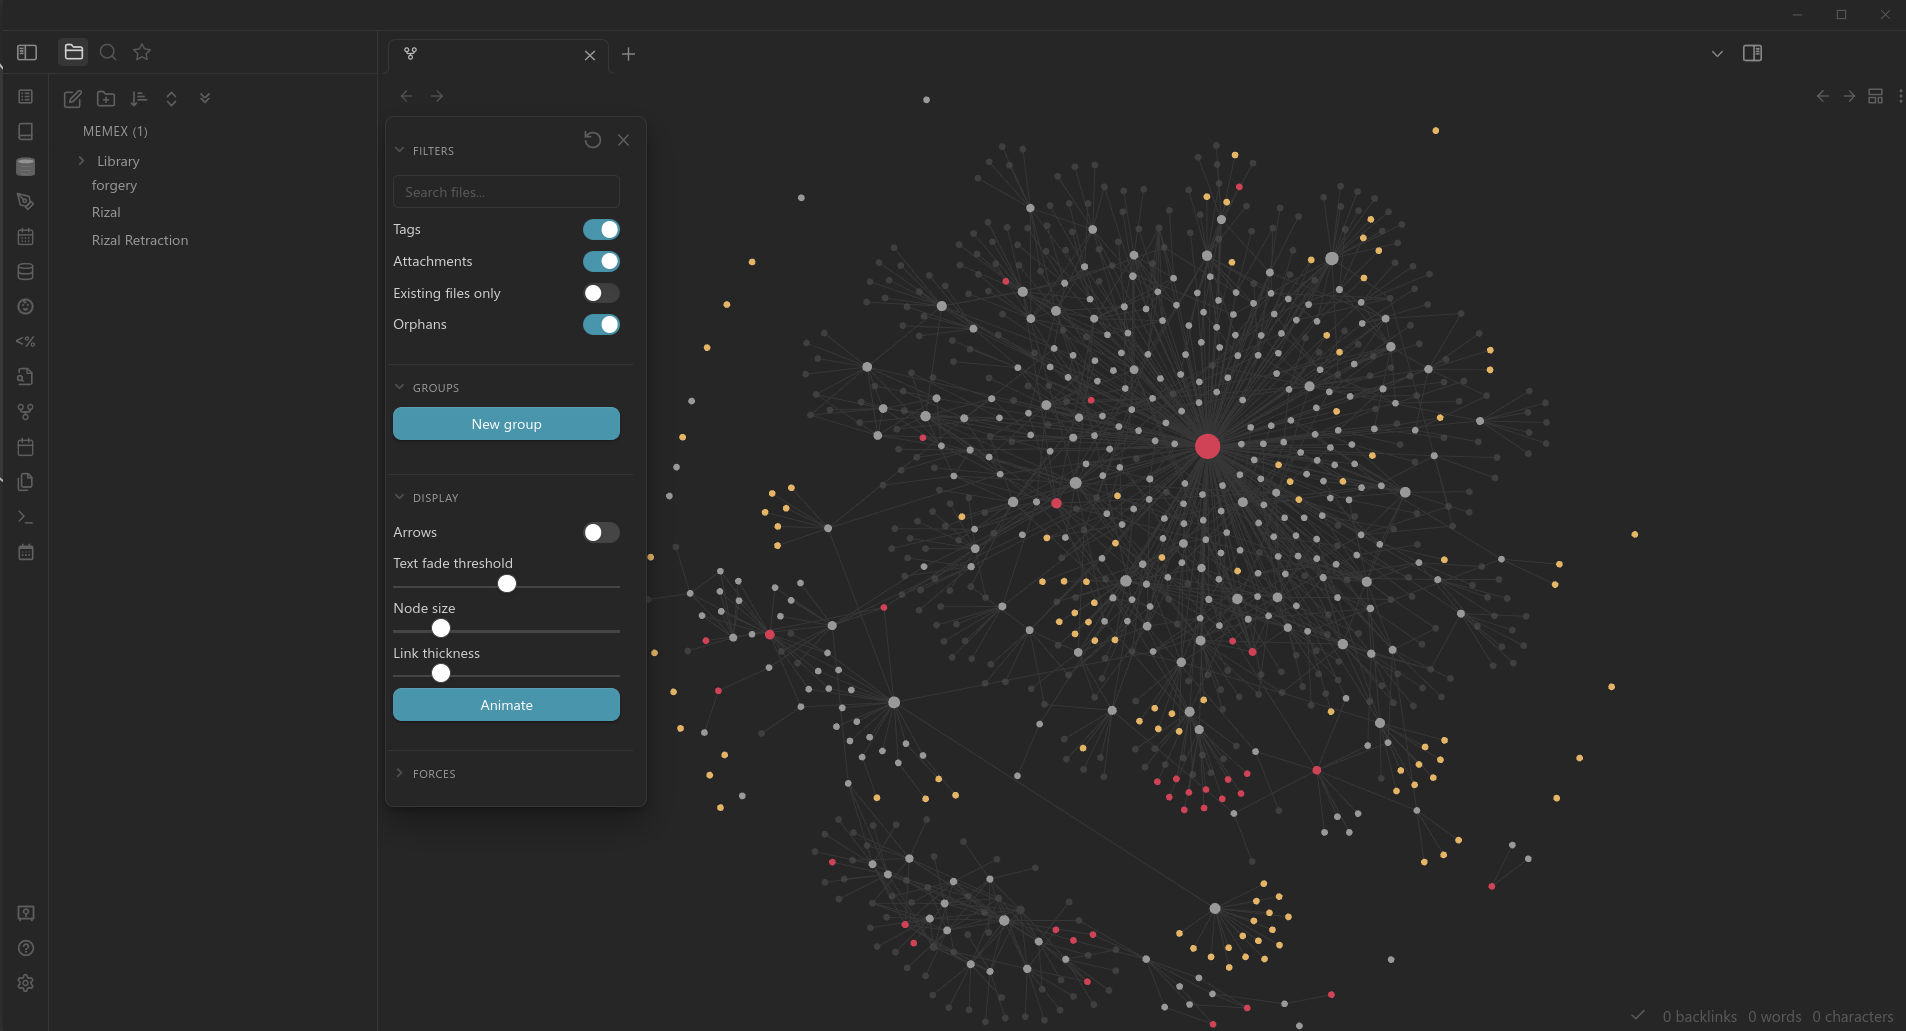 MEMEX (1)
Library
forgery
Rizal
Rizal Retraction
FILTERS
Search files...
Tags
Attachments
Existing files only
Orphans
GROUPS
New group
DISPLAY
Arrows
Text fade threshold
Node size
Link thickness
Animate
FORCES
<%
0 backlinks 0 words 0 characters